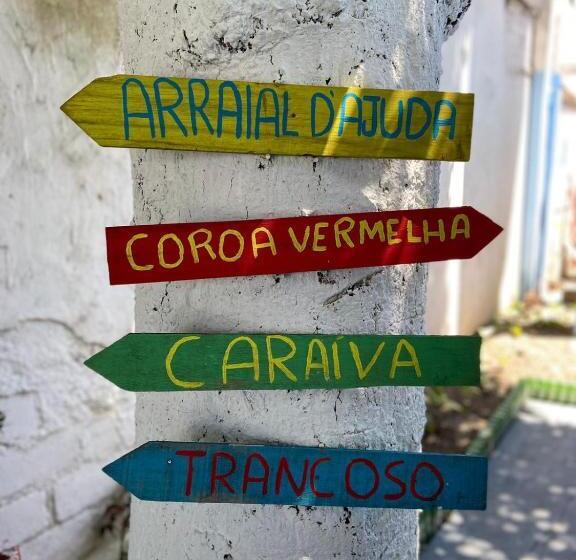 ARRAIAL D'AJUDA
COROA VERMELHA
CARAÍVA
TRANCOSO